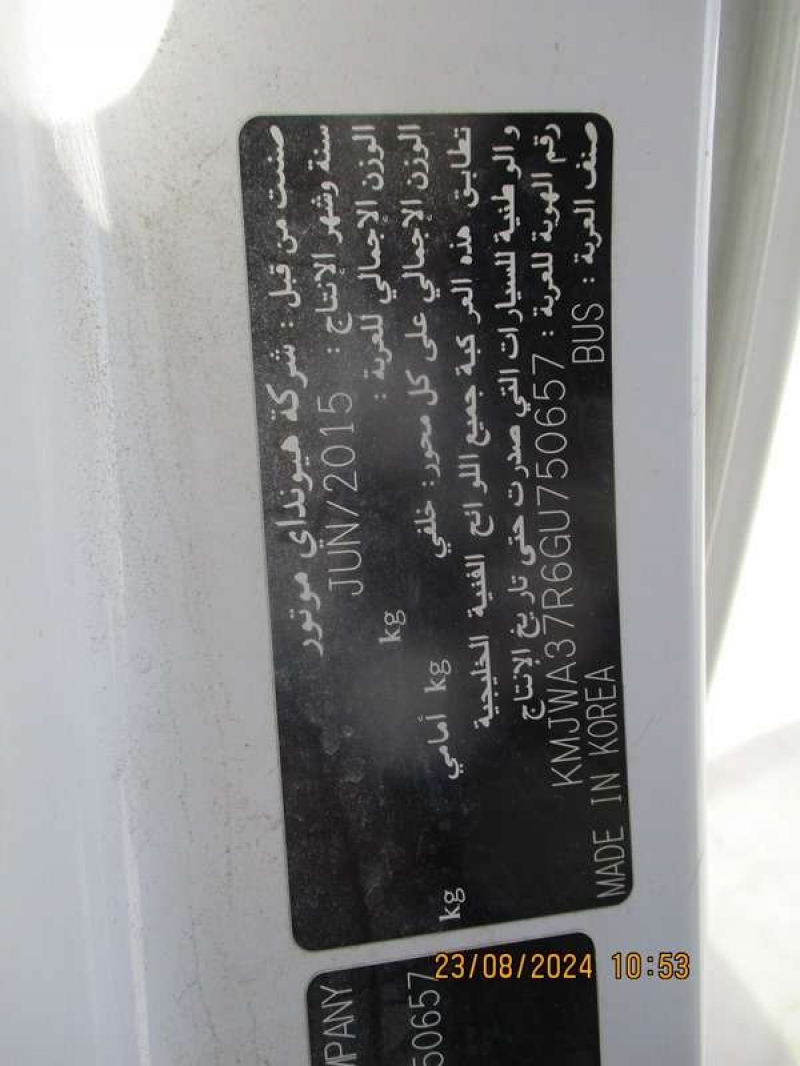 صنعت من قبل : شركة هيونداي موتور
سنة وشهر الإنتاج : JUN/2015
الوزن الإجمالي للعربة : kg
الوزن الإجمالي على كل محور: خلفي kg أمامي kg
تطابق هذه المركبة جميع اللوائح الفنية الخليجية
والوطنية للسيارات التي صدرت حتى تاريخ الإنتاج
رقم الهوية للعربة : KMJWA37R6GU750657
صنف العربة : BUS
MADE IN KOREA
MPANY
50657
23/08/2024 10:53